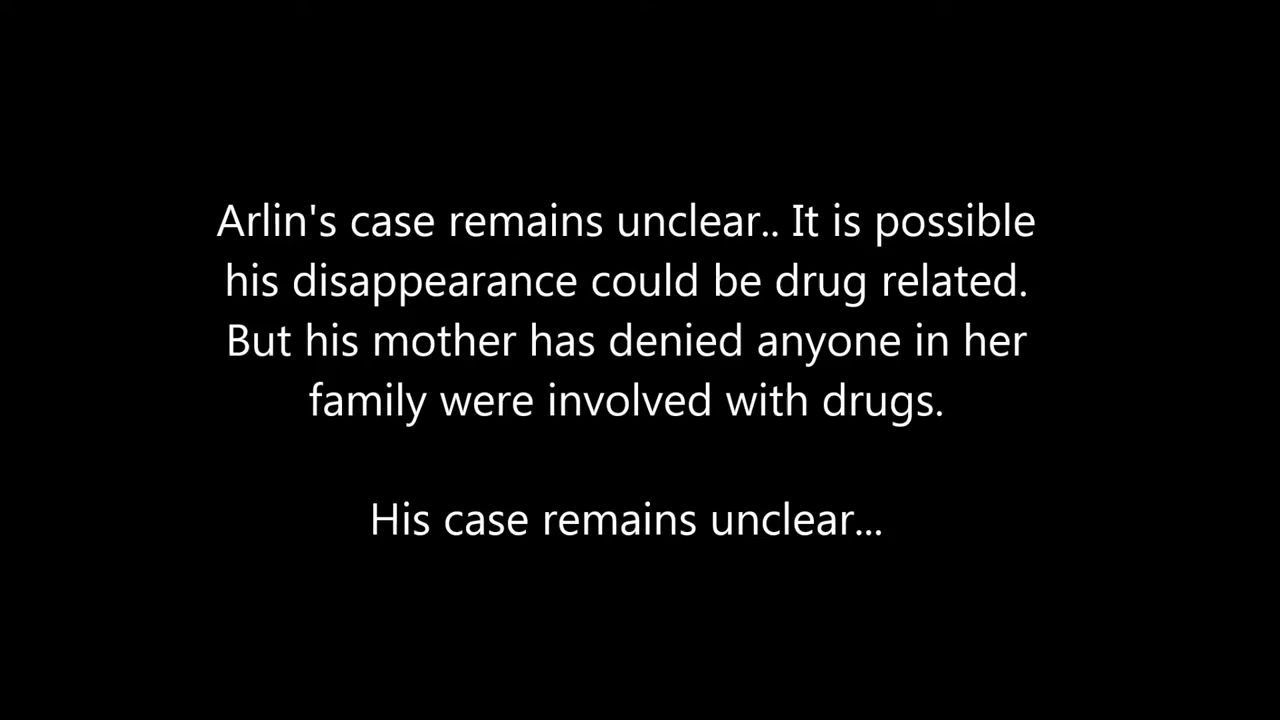 Arlin's case remains unclear.. It is possible
his disappearance could be drug related.
But his mother has denied anyone in her
family were involved with drugs.
His case remains unclear...